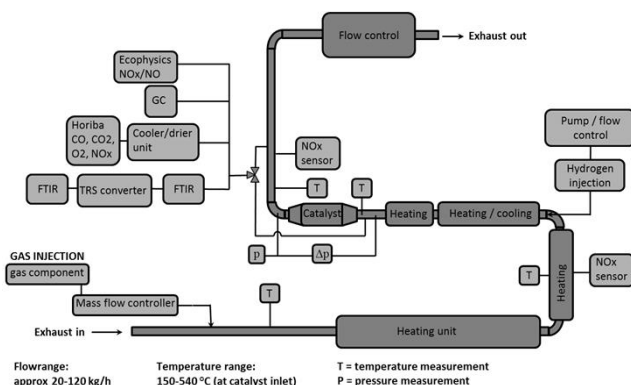 Flow control
Exhaust out
Ecophysics
NOx/NO
GC
Horiba
CO, CO2,
O2, NOx
Cooler/drier
unit
FTIR
TRS converter
FTIR
NOx
sensor
T
T
Pump / flow
control
Hydrogen
injection
Catalyst
Heating
Heating / cooling
p
Δp
GAS INJECTION
gas component
Mass flow controller
T
T
Heating
NOx
sensor
Exhaust in
Heating unit
Flowrange:
approx 20-120 kg/h
Temperature range:
150-540 °C (at catalyst inlet)
T = temperature measurement
P = pressure measurement